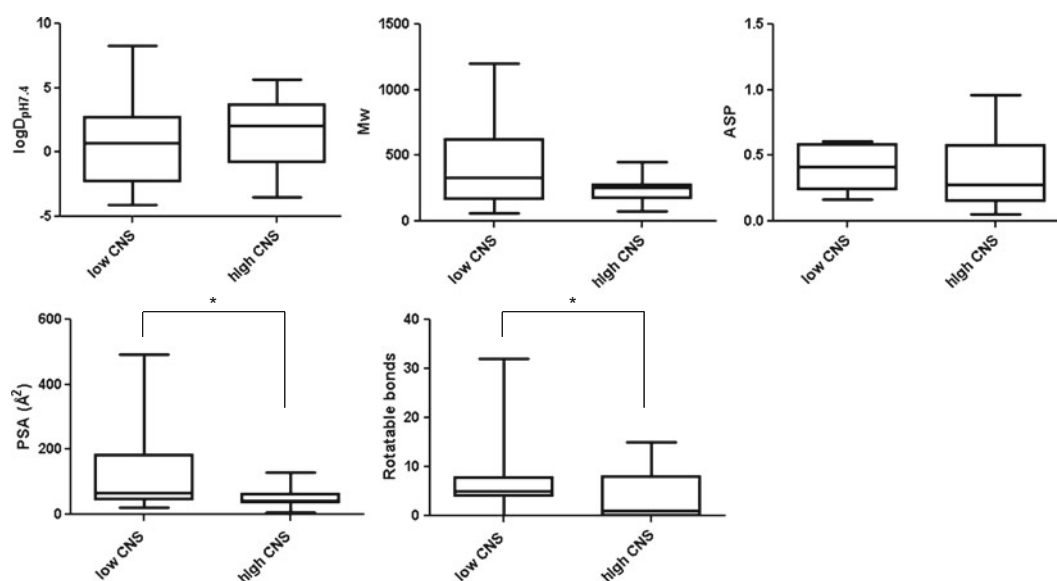 logDpH7.4
10
5
0
-5
low CNS
high CNS
Mw
1500
1000
500
0
low CNS
high CNS
ASP
1.5
1.0
0.5
0.0
low CNS
high CNS
PSA (Å²)
600
400
200
0
*
low CNS
high CNS
Rotatable bonds
40
30
20
10
0
*
low CNS
high CNS